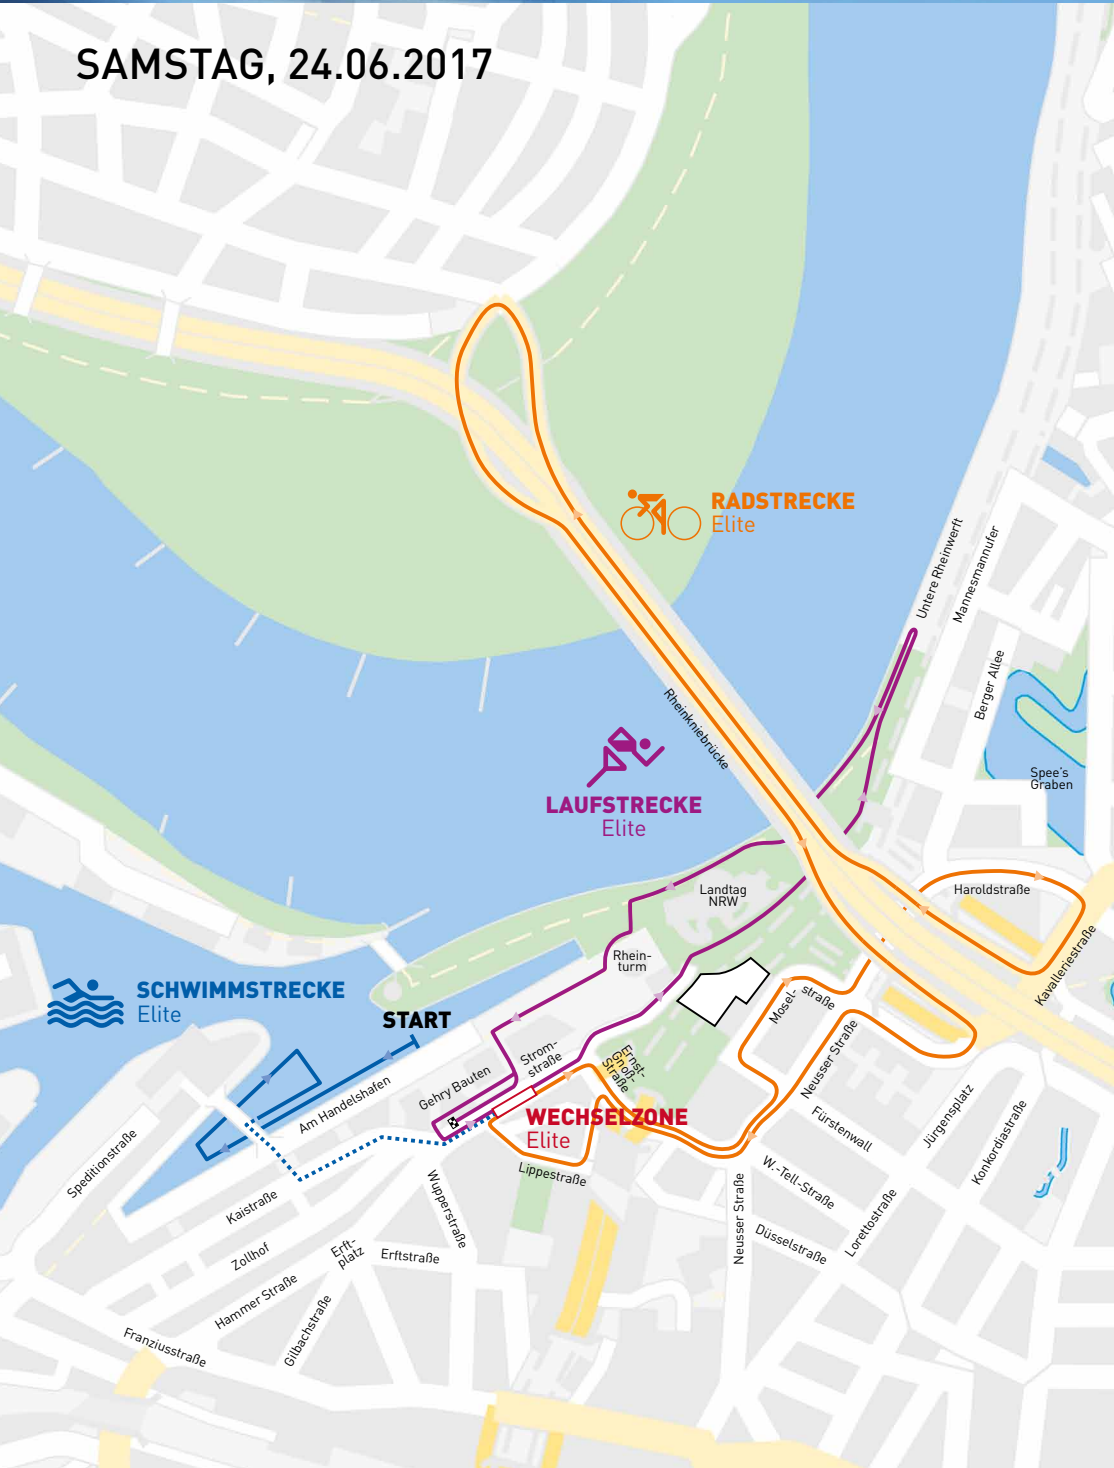 SAMSTAG, 24.06.2017
RADSTRECKE
Elite
Untere Rheinwerft
Mannesmannufer
Berger Allee
Rheinkniebrücke
Spee's
Graben
LAUFSTRECKE
Elite
Haroldstraße
Landtag
NRW
Kavalleriestraße
Rhein-
turm
SCHWIMMSTRECKE
Elite
START
Mosel-
straße
Strom-
straße
Ernst-
Gnoß-
Straße
Neusser Straße
Gehry Bauten
Am Handelshafen
WECHSELZONE
Elite
Fürstenwall
Jürgensplatz
Konkordiastraße
Speditionstraße
Lippestraße
W.-Tell-Straße
Kaistraße
Wupperstraße
Neusser Straße
Lorettostraße
Düsselstraße
Zollhof
Erft-
platz
Erftstraße
Hammer Straße
Gilbachstraße
Franziusstraße